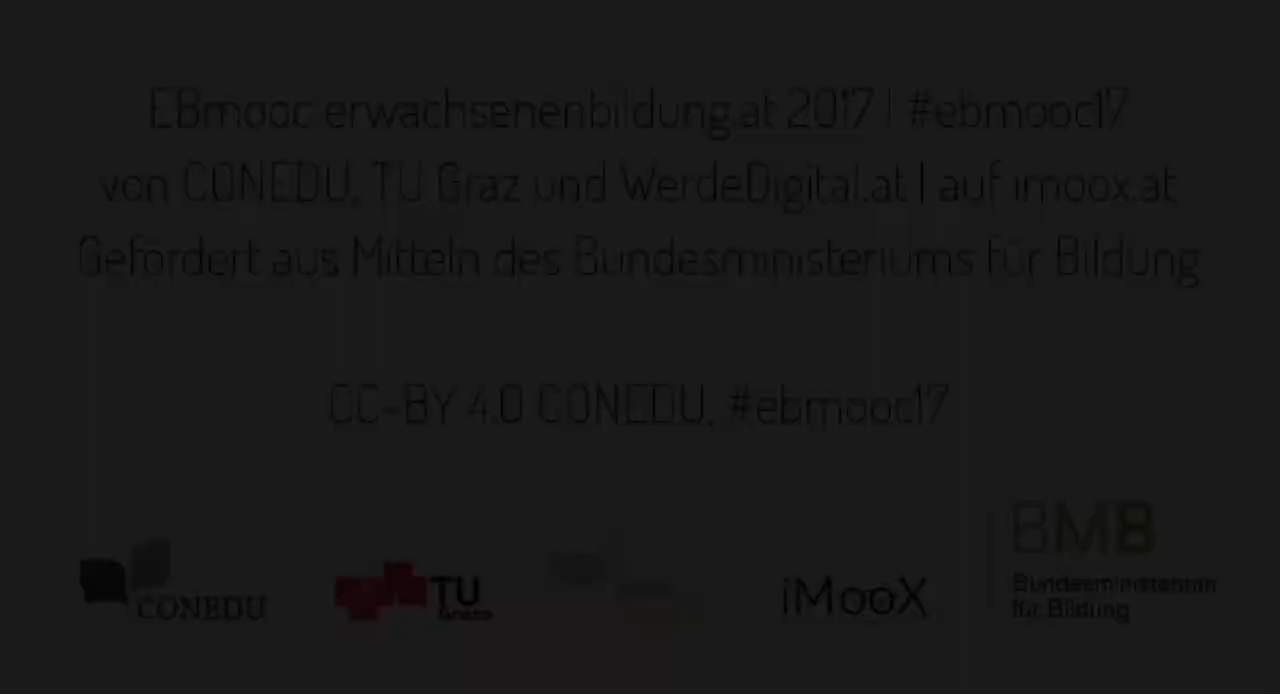 EBmooc erwachsenenbildung.at 2017 | #ebmooc17
von CONEDU, TU Graz und WerdeDigital.at | auf imoox.at
Gefördert aus Mitteln des Bundesministeriums für Bildung
CC-BY 4.0 CONEDU, #ebmooc17
CONEDU
TU
Graz
iMooX
BMB
Bundesministerium
für Bildung